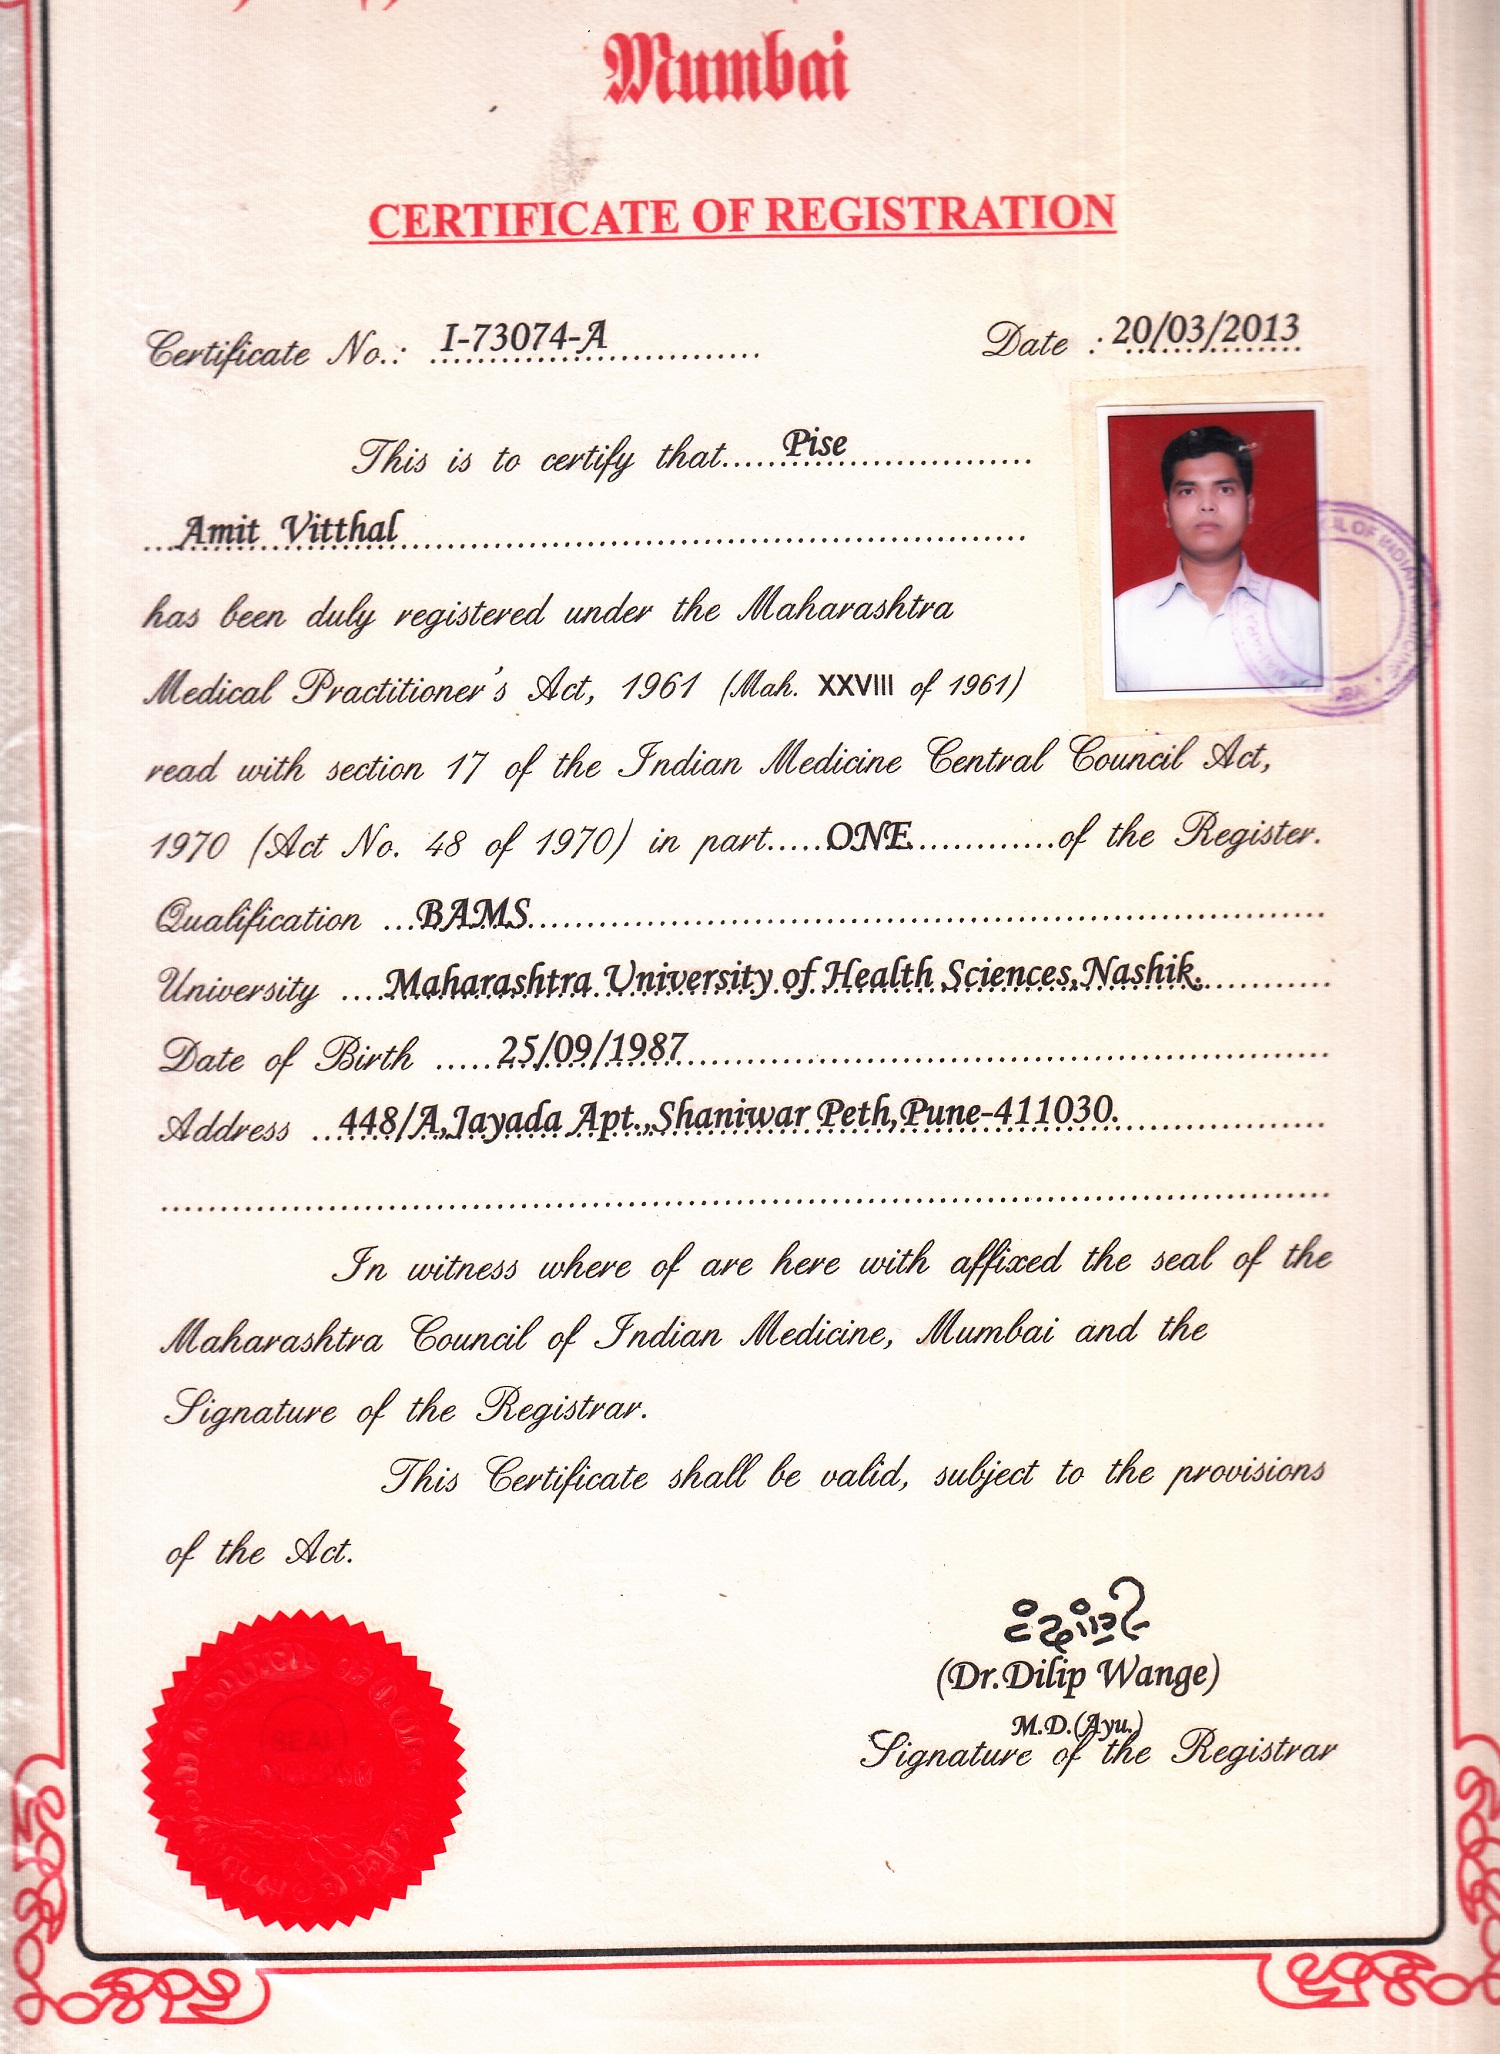 Mumbai
CERTIFICATE OF REGISTRATION
Certificate No.: I-73074-A Date : 20/03/2013
This is to certify that.....Pise
Amit Vitthal
has been duly registered under the Maharashtra
Medical Practitioner's Act, 1961 (Mah. XXVIII of 1961)
read with section 17 of the Indian Medicine Central Council Act,
1970 (Act No. 48 of 1970) in part.....ONE............of the Register.
Qualification ...BAMS
University ....Maharashtra University of Health Sciences,Nashik.
Date of Birth .....25/09/1987
Address ..448/A,Jayada Apt.,Shaniwar Peth,Pune-411030.
In witness where of are here with affixed the seal of the
Maharashtra Council of Indian Medicine, Mumbai and the
Signature of the Registrar.
This Certificate shall be valid, subject to the provisions
of the Act.
(Dr.Dilip Wange)
M.D.(Ayu.)
Signature of the Registrar